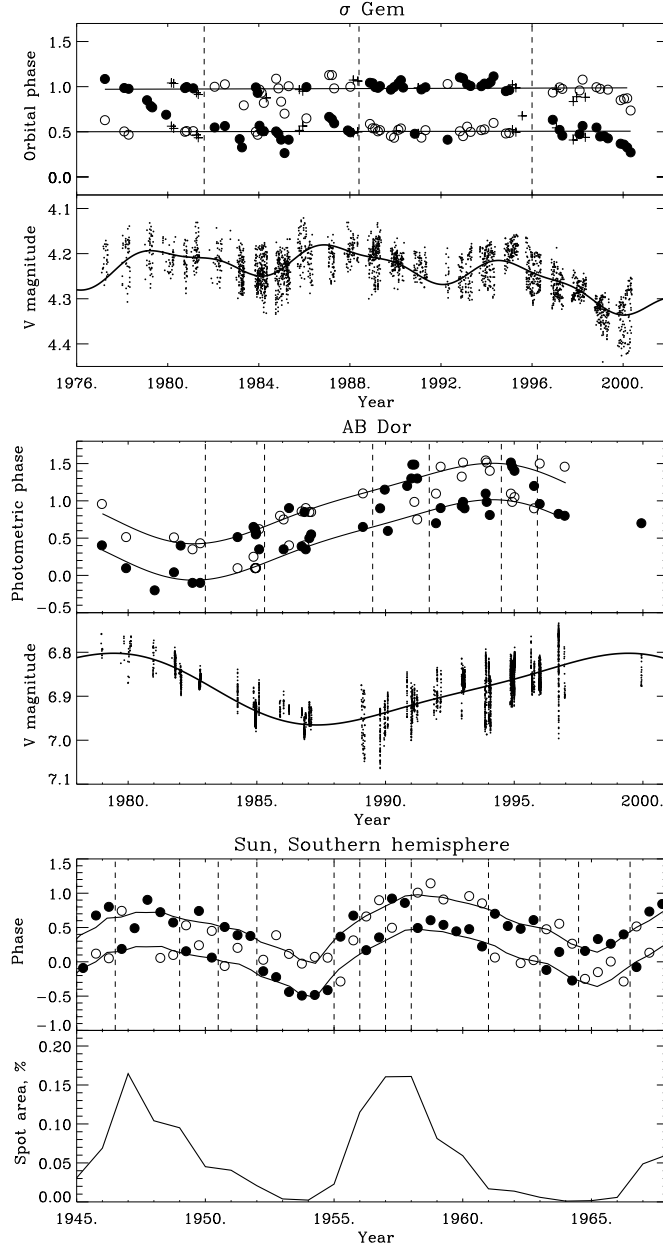 σ Gem
Orbital phase
1.5
1.0
0.5
0.0
V magnitude
4.1
4.2
4.3
4.4
1976. 1980. 1984. 1988. 1992. 1996. 2000.
Year
AB Dor
Photometric phase
1.5
1.0
0.5
0.0
−0.5
V magnitude
6.8
6.9
7.0
7.1
1980. 1985. 1990. 1995. 2000.
Year
Sun, Southern hemisphere
Phase
1.5
1.0
0.5
0.0
−0.5
−1.0
Spot area, %
0.20
0.15
0.10
0.05
0.00
1945. 1950. 1955. 1960. 1965.
Year